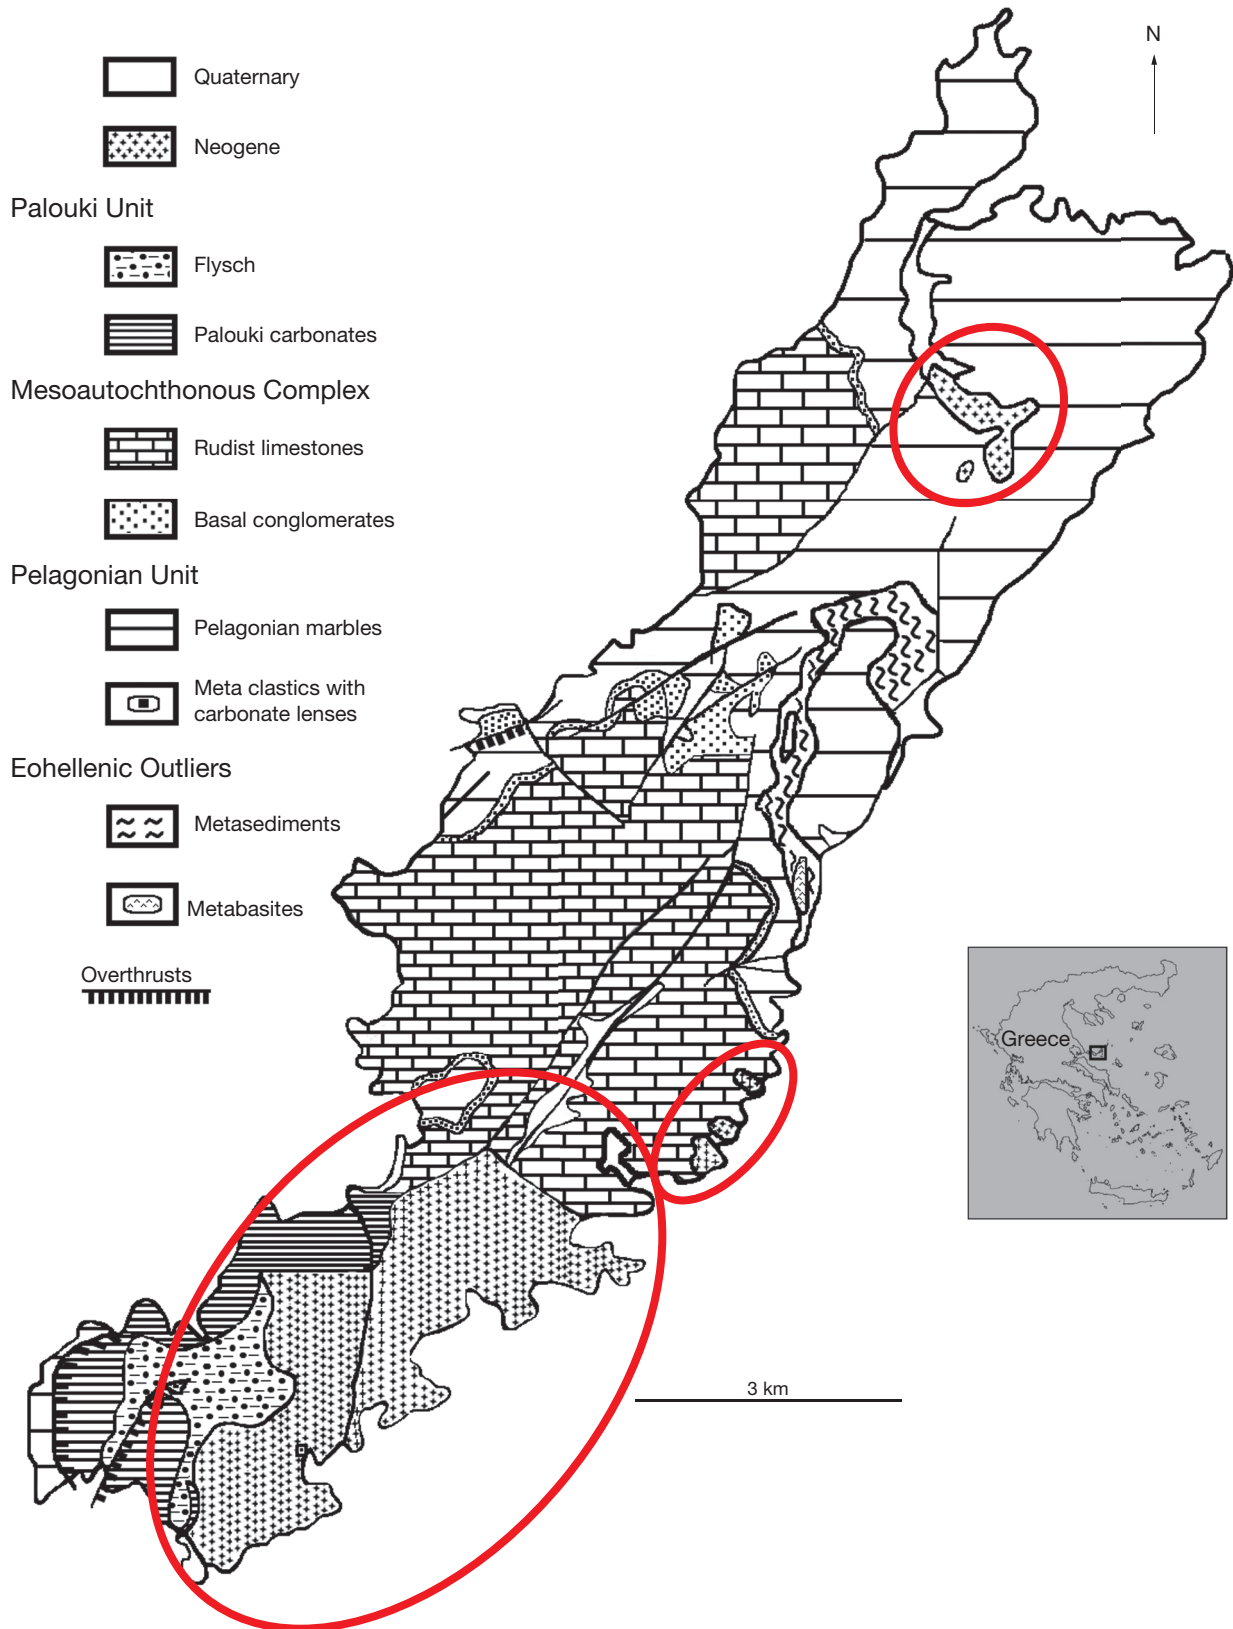 N
Quaternary
Neogene
Palouki Unit
Flysch
Palouki carbonates
Mesoautochthonous Complex
Rudist limestones
Basal conglomerates
Pelagonian Unit
Pelagonian marbles
Meta clastics with
carbonate lenses
Eohellenic Outliers
Metasediments
Metabasites
Overthrusts
Greece
3 km